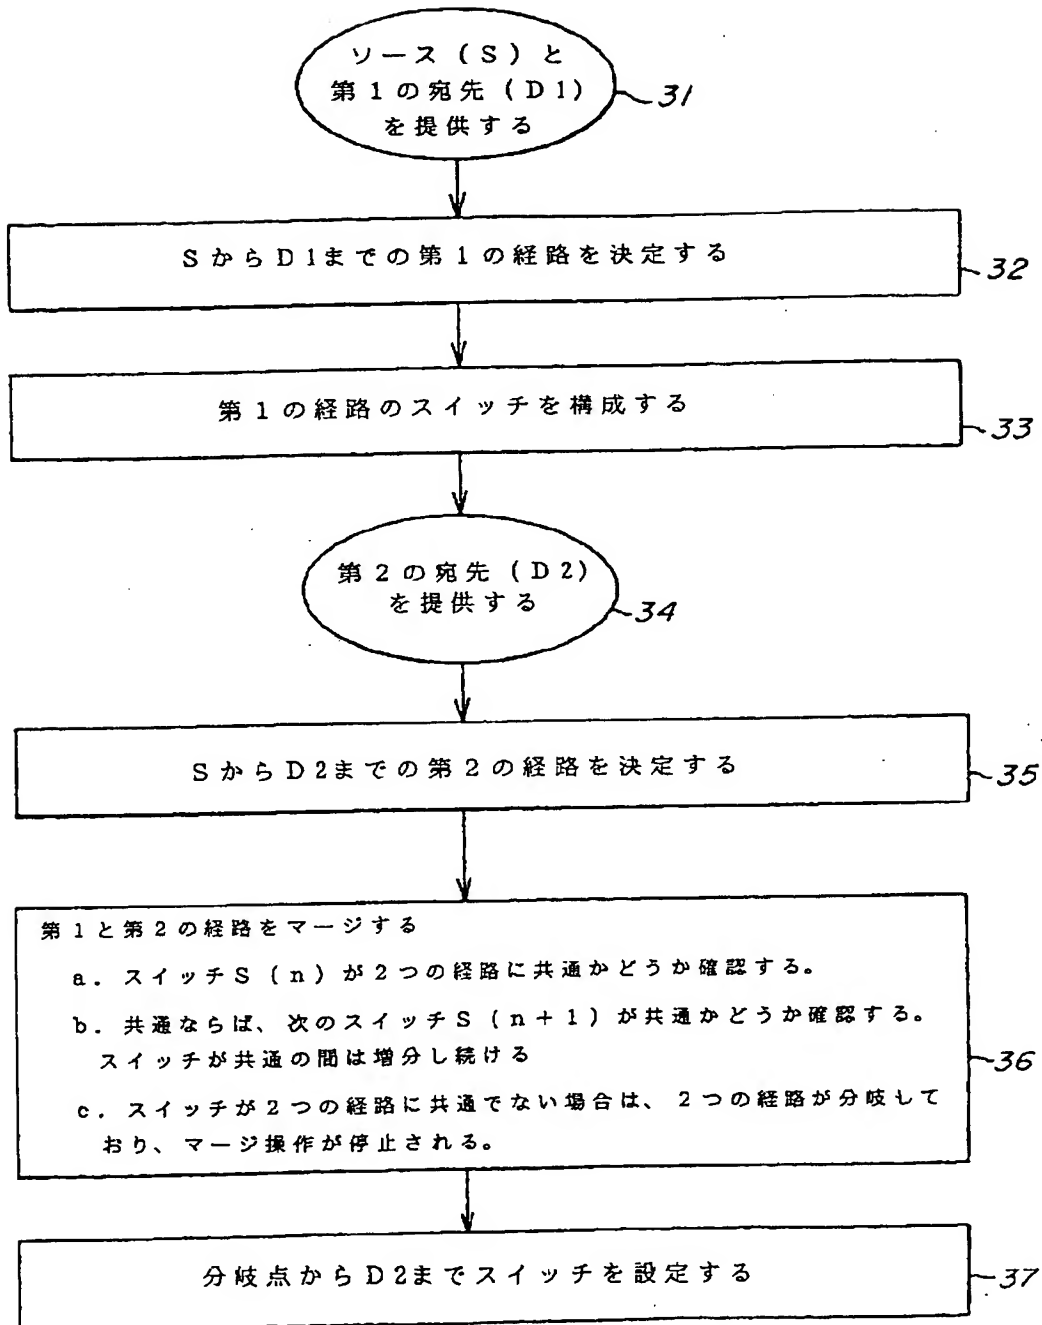 ソース(S)と
第1の宛先(D1)
を提供する
31
SからD1までの第1の経路を決定する
32
第1の経路のスイッチを構成する
33
第2の宛先(D2)
を提供する
34
SからD2までの第2の経路を決定する
35
第1と第2の経路をマージする
a. スイッチS(n)が2つの経路に共通かどうか確認する。
b. 共通ならば、次のスイッチS(n+1)が共通かどうか確認する。
スイッチが共通の間は増分し続ける
c. スイッチが2つの経路に共通でない場合は、2つの経路が分岐して
おり、マージ操作が停止される。
36
分岐点からD2までスイッチを設定する
37